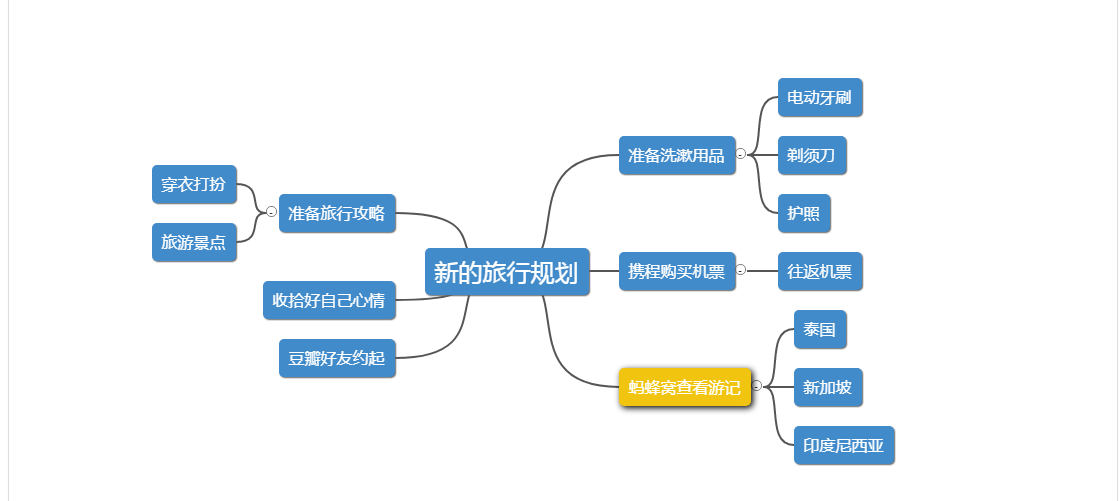 新的旅行规划
准备洗漱用品
电动牙刷
剃须刀
护照
携程购买机票
往返机票
蚂蜂窝查看游记
泰国
新加坡
印度尼西亚
准备旅行攻略
穿衣打扮
旅游景点
收拾好自己心情
豆瓣好友约起